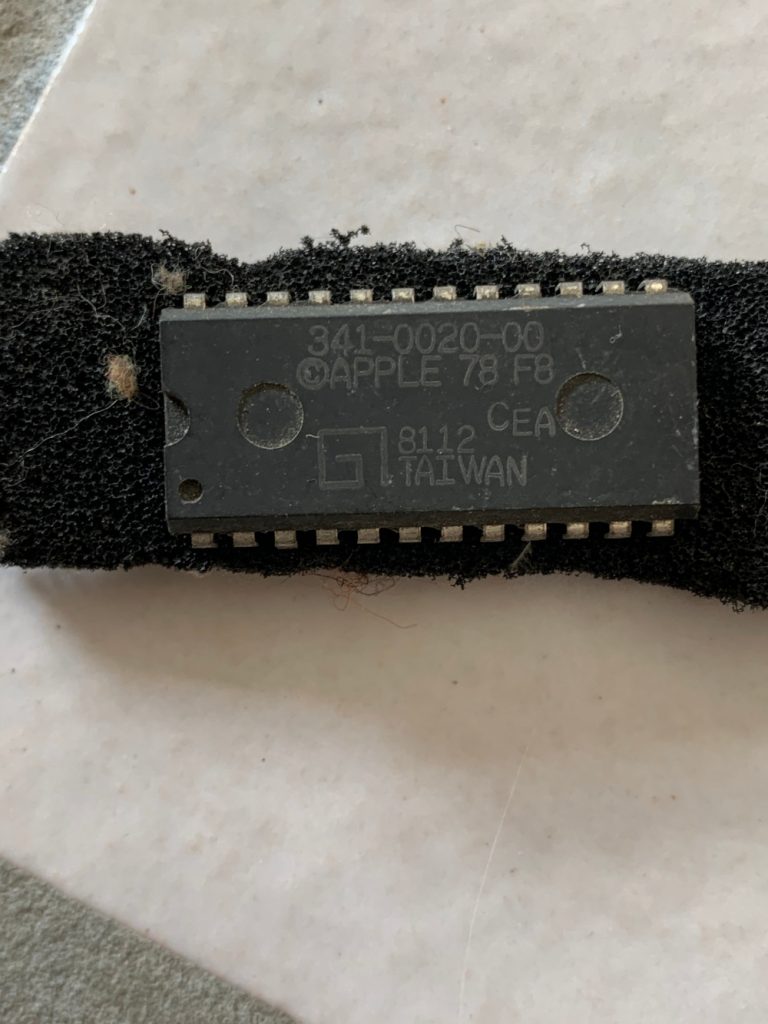 341-0020-00
©APPLE 78 F8
CEA
8112
TAIWAN